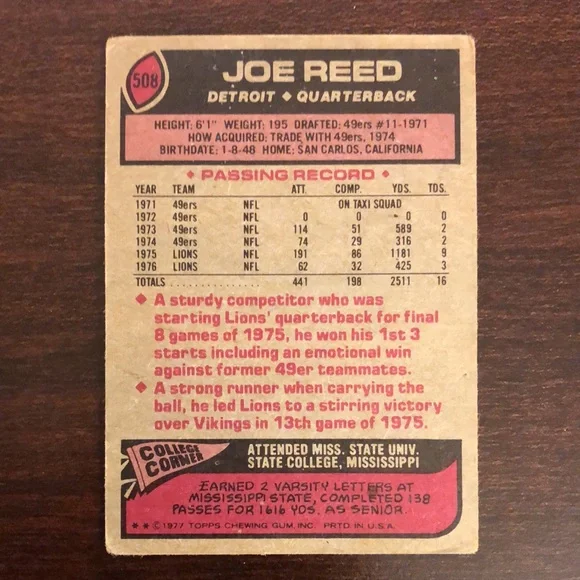 508
JOE REED
DETROIT ◆ QUARTERBACK
HEIGHT: 6'1" WEIGHT: 195 DRAFTED: 49ers #11-1971
HOW ACQUIRED: TRADE WITH 49ers, 1974
BIRTHDATE: 1-8-48 HOME: SAN CARLOS, CALIFORNIA
◆ PASSING RECORD ◆
YEAR TEAM ATT. COMP. YDS. TDS.
1971 49ers NFL ON TAXI SQUAD
1972 49ers NFL 0 0 0 0
1973 49ers NFL 114 51 589 2
1974 49ers NFL 74 29 316 2
1975 LIONS NFL 191 86 1181 9
1976 LIONS NFL 62 32 425 3
TOTALS .................... 441 198 2511 16
◆ A sturdy competitor who was
starting Lions' quarterback for final
8 games of 1975, he won his 1st 3
starts including an emotional win
against former 49er teammates.
◆ A strong runner when carrying the
ball, he led Lions to a stirring victory
over Vikings in 13th game of 1975.
COLLEGE
CORNER
ATTENDED MISS. STATE UNIV.
STATE COLLEGE, MISSISSIPPI
EARNED 2 VARSITY LETTERS AT
MISSISSIPPI STATE, COMPLETED 138
PASSES FOR 1616 YDS. AS SENIOR.
** © 1977 TOPPS CHEWING GUM, INC. PRTD. IN U.S.A.